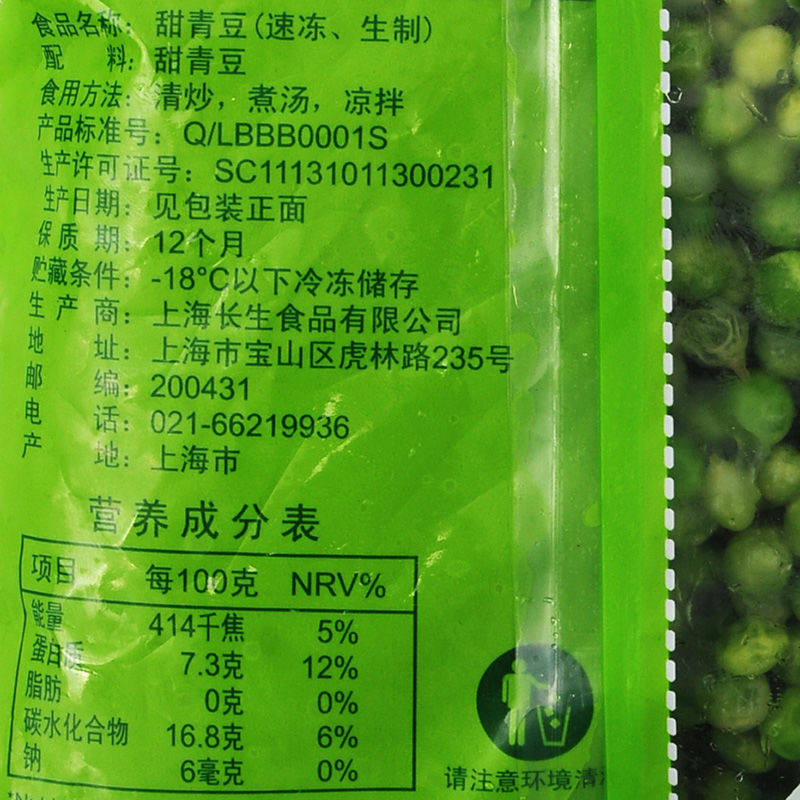 食品名称：甜青豆(速冻、生制)
配 料：甜青豆
食用方法：清炒，煮汤，凉拌
产品标准号：Q/LBBB0001S
生产许可证号：SC11131011300231
生产日期：见包装正面
保 质 期：12个月
贮藏条件：-18°C以下冷冻储存
生 产 商：上海长生食品有限公司
地 址：上海市宝山区虎林路235号
邮 编：200431
电 话：021-66219936
产 地：上海市
营养成分表
项目 每100克 NRV%
能量 414千焦 5%
蛋白质 7.3克 12%
脂肪 0克 0%
碳水化合物 16.8克 6%
钠 6毫克 0%
请注意环境清